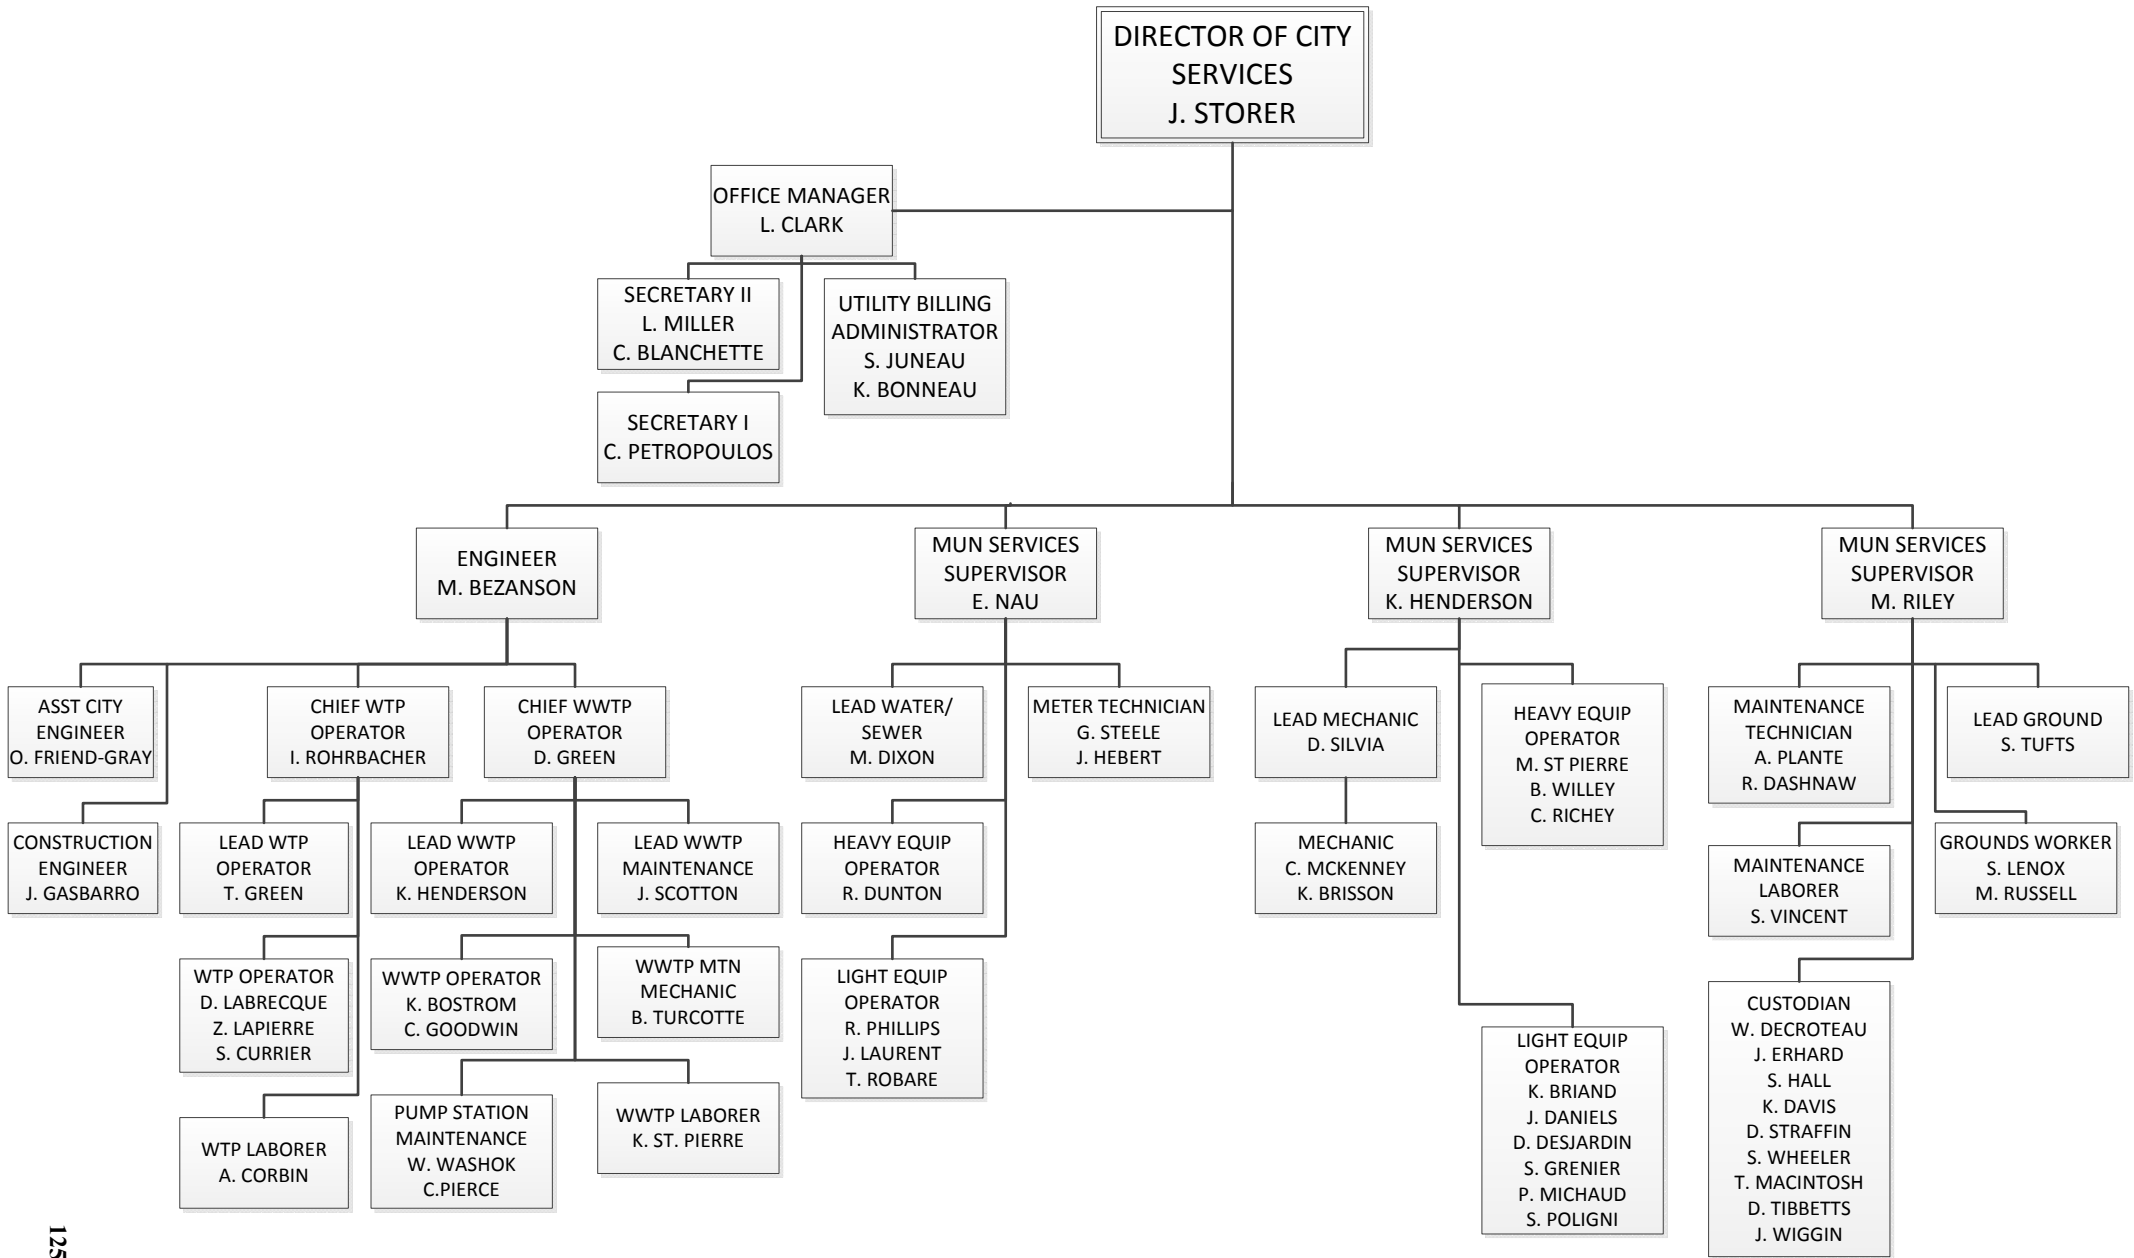 DIRECTOR OF CITY
SERVICES
J. STORER
OFFICE MANAGER
L. CLARK
SECRETARY II
L. MILLER
C. BLANCHETTE
UTILITY BILLING
ADMINISTRATOR
S. JUNEAU
K. BONNEAU
SECRETARY I
C. PETROPOULOS
ENGINEER
M. BEZANSON
MUN SERVICES
SUPERVISOR
E. NAU
MUN SERVICES
SUPERVISOR
K. HENDERSON
MUN SERVICES
SUPERVISOR
M. RILEY
ASST CITY
ENGINEER
O. FRIEND-GRAY
CHIEF WTP
OPERATOR
I. ROHRBACHER
CHIEF WWTP
OPERATOR
D. GREEN
LEAD WATER/
SEWER
M. DIXON
METER TECHNICIAN
G. STEELE
J. HEBERT
LEAD MECHANIC
D. SILVIA
HEAVY EQUIP
OPERATOR
M. ST PIERRE
B. WILLEY
C. RICHEY
MAINTENANCE
TECHNICIAN
A. PLANTE
R. DASHNAW
LEAD GROUND
S. TUFTS
CONSTRUCTION
ENGINEER
J. GASBARRO
LEAD WTP
OPERATOR
T. GREEN
LEAD WWTP
OPERATOR
K. HENDERSON
LEAD WWTP
MAINTENANCE
J. SCOTTON
HEAVY EQUIP
OPERATOR
R. DUNTON
MECHANIC
C. MCKENNEY
K. BRISSON
MAINTENANCE
LABORER
S. VINCENT
GROUNDS WORKER
S. LENOX
M. RUSSELL
WTP OPERATOR
D. LABRECQUE
Z. LAPIERRE
S. CURRIER
WWTP OPERATOR
K. BOSTROM
C. GOODWIN
WWTP MTN
MECHANIC
B. TURCOTTE
LIGHT EQUIP
OPERATOR
R. PHILLIPS
J. LAURENT
T. ROBARE
WTP LABORER
A. CORBIN
PUMP STATION
MAINTENANCE
W. WASHOK
C.PIERCE
WWTP LABORER
K. ST. PIERRE
LIGHT EQUIP
OPERATOR
K. BRIAND
J. DANIELS
D. DESJARDIN
S. GRENIER
P. MICHAUD
S. POLIGNI
CUSTODIAN
W. DECROTEAU
J. ERHARD
S. HALL
K. DAVIS
D. STRAFFIN
S. WHEELER
T. MACINTOSH
D. TIBBETTS
J. WIGGIN
125